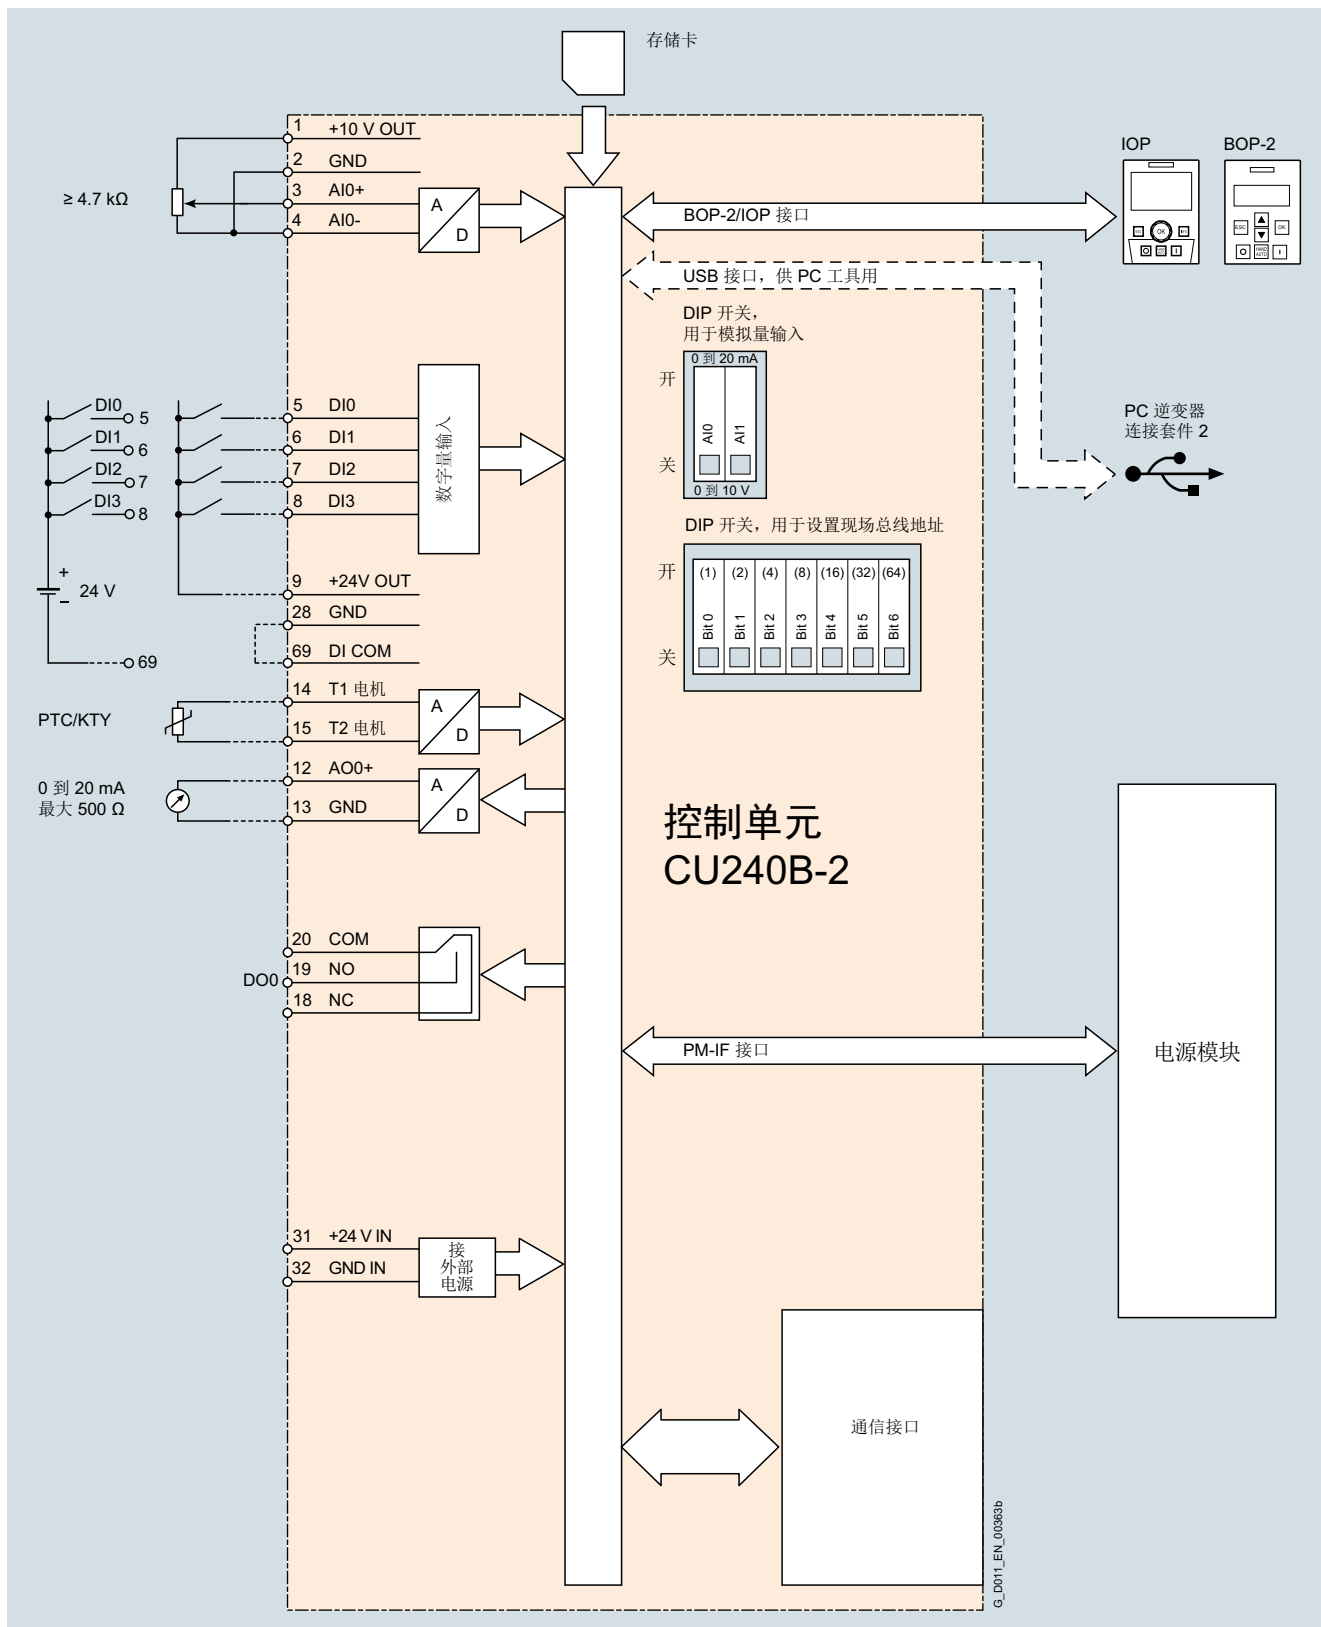 存储卡
1 +10 V OUT
2 GND
3 AI0+
4 AI0-
≥ 4.7 kΩ
A
D
IOP
BOP-2
ESC
OK
HAND
AUTO
BOP-2/IOP 接口
USB 接口，供 PC 工具用
DIP 开关，
用于模拟量输入
0 到 20 mA
开
AI0
AI1
关
0 到 10 V
PC 逆变器
连接套件 2
DI0 5
DI1 6
DI2 7
DI3 8
5 DI0
6 DI1
7 DI2
8 DI3
数字量输入
DIP 开关，用于设置现场总线地址
开
(1) (2) (4) (8) (16) (32) (64)
Bit 0 Bit 1 Bit 2 Bit 3 Bit 4 Bit 5 Bit 6
关
+
24 V
–
69
9 +24V OUT
28 GND
69 DI COM
PTC/KTY
14 T1 电机
15 T2 电机
A
D
0 到 20 mA
最大 500 Ω
12 AO0+
13 GND
A
D
控制单元
CU240B-2
DO0
20 COM
19 NO
18 NC
PM-IF 接口
电源模块
31 +24 V IN
32 GND IN
接
外部
电源
通信接口
G_D011_EN_00363b